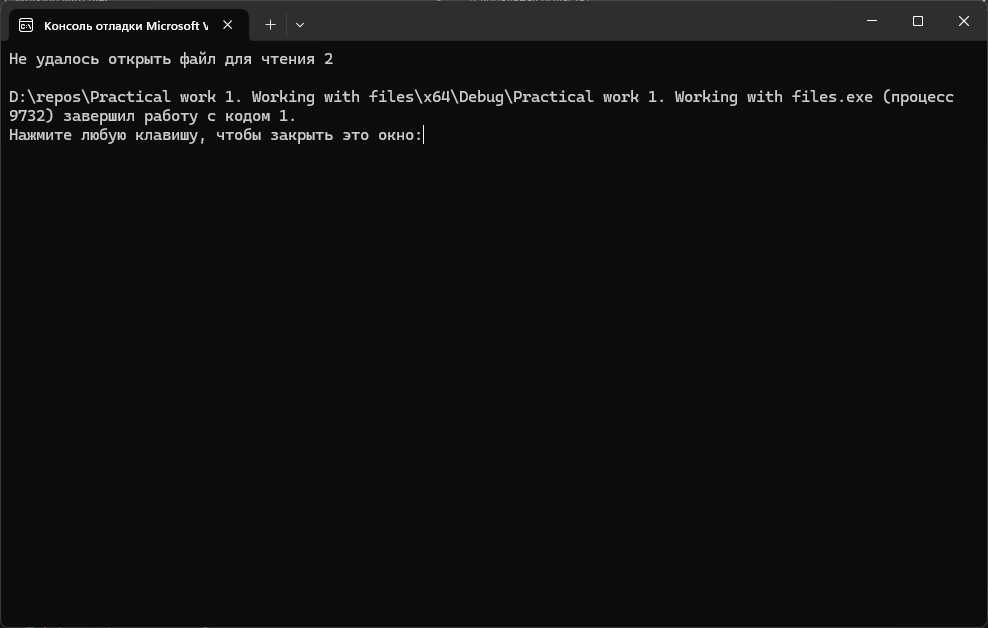 Консоль отладки Microsoft V
Не удалось открыть файл для чтения 2
D:\repos\Practical work 1. Working with files\x64\Debug\Practical work 1. Working with files.exe (процесс
9732) завершил работу с кодом 1.
Нажмите любую клавишу, чтобы закрыть это окно: